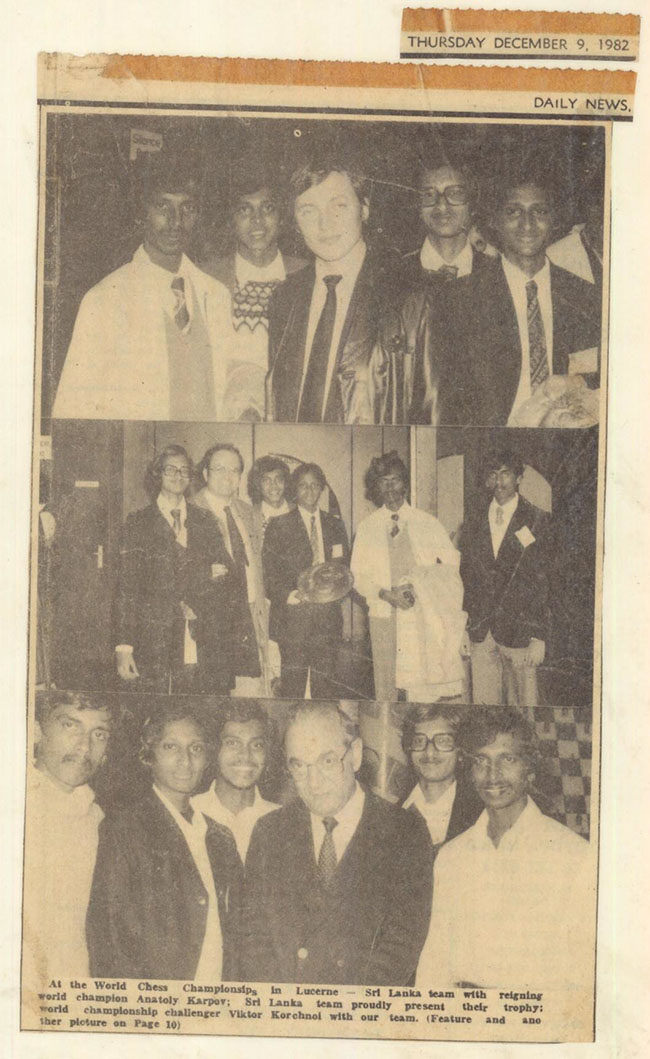 THURSDAY DECEMBER 9, 1982
DAILY NEWS,
At the World Chess Championsips in Lucerne — Sri Lanka team with reigning
world champion Anatoly Karpov; Sri Lanka team proudly present their trophy;
world championship challenger Viktor Korchnoi with our team. (Feature and ano
ther picture on Page 10)